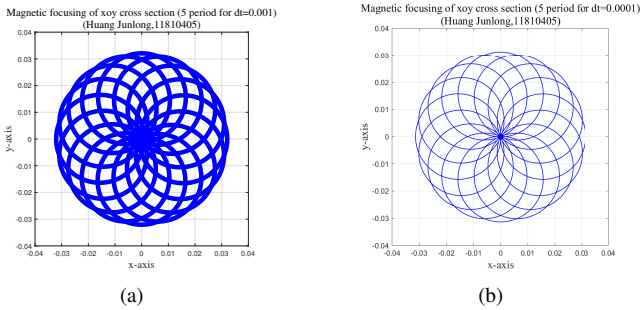 Magnetic focusing of xoy cross section (5 period for dt=0.001)
(Huang Junlong,11810405)
0.04
0.03
0.02
0.01
0
-0.01
-0.02
-0.03
-0.04
y-axis
-0.04 -0.03 -0.02 -0.01 0 0.01 0.02 0.03 0.04
x-axis
(a)
Magnetic focusing of xoy cross section (5 period for dt=0.0001)
(Huang Junlong,11810405)
0.04
0.03
0.02
0.01
0
-0.01
-0.02
-0.03
-0.04
y-axis
-0.04 -0.03 -0.02 -0.01 0 0.01 0.02 0.03 0.04
x-axis
(b)